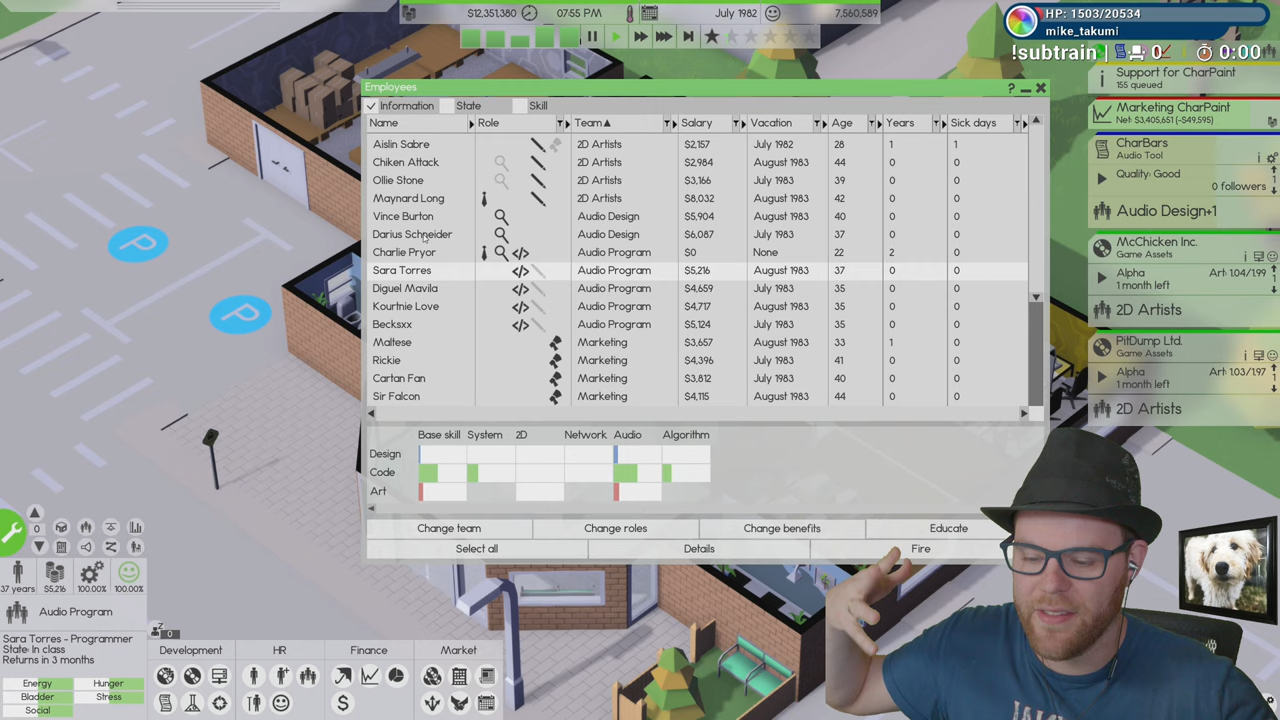 $12,351,380 07:55 PM July 1982 7,560,589
HP: 1503/20534
mike_takumi
!subtrain | 0 0:00
Support for CharPaint
155 queued
Marketing CharPaint
Net: $3,405,651 (-$49,595)
CharBars
Audio Tool
Quality: Good
0 followers
Audio Design+1
McChicken Inc.
Game Assets
Alpha Art: 1.04/1.99
1 month left
2D Artists
PitDump Ltd.
Game Assets
Alpha Art: 1.03/1.97
1 month left
2D Artists
Employees ?
Information State Skill
Name Role Team Salary Vacation Age Years Sick days
Aislin Sabre 2D Artists $2,157 July 1982 28 1 1
Chiken Attack 2D Artists $2,984 August 1983 44 0 0
Ollie Stone 2D Artists $3,166 July 1983 39 0 0
Maynard Long 2D Artists $8,032 August 1983 42 0 0
Vince Burton Audio Design $5,904 August 1983 40 0 0
Darius Schneider Audio Design $6,087 July 1983 37 0 0
Charlie Pryor Audio Program $0 None 22 2 0
Sara Torres Audio Program $5,216 August 1983 37 0 0
Diguel Mavila Audio Program $4,659 July 1983 35 0 0
Kourtnie Love Audio Program $4,717 August 1983 35 0 0
Becksxx Audio Program $5,124 July 1983 35 0 0
Maltese Marketing $3,657 August 1983 33 1 0
Rickie Marketing $4,396 July 1983 41 0 0
Cartan Fan Marketing $3,812 July 1983 40 0 0
Sir Falcon Marketing $4,115 August 1983 44 0 0
Base skill System 2D Network Audio Algorithm
Design
Code
Art
Change team Change roles Change benefits Educate
Select all Details Fire
P
P
0
37 years $5,216 100.00% 100.00%
Audio Program
Sara Torres - Programmer
State: In class
Returns in 3 months
Energy Hunger
Bladder Stress
Social
Z 0
Development HR Finance Market